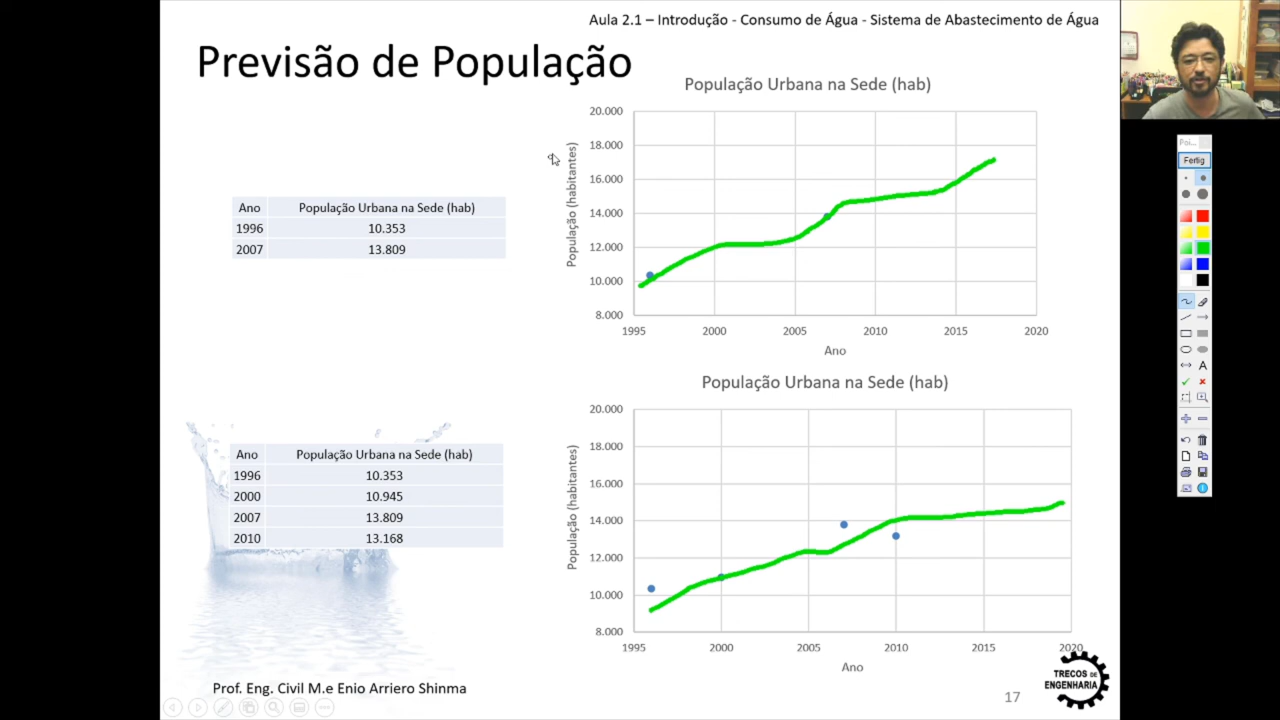 Aula 2.1 – Introdução - Consumo de Água - Sistema de Abastecimento de Água
Previsão de População
População Urbana na Sede (hab)
20.000
18.000
16.000
14.000
12.000
10.000
8.000
População (habitantes)
1995 2000 2005 2010 2015 2020
Ano
Ano População Urbana na Sede (hab)
1996 10.353
2007 13.809
População Urbana na Sede (hab)
20.000
18.000
16.000
14.000
12.000
10.000
8.000
População (habitantes)
1995 2000 2005 2010 2015 2020
Ano
Ano População Urbana na Sede (hab)
1996 10.353
2000 10.945
2007 13.809
2010 13.168
Prof. Eng. Civil M.e Enio Arriero Shinma
17
TRECOS DE
ENGENHARIA
Poi...
Fertig
A